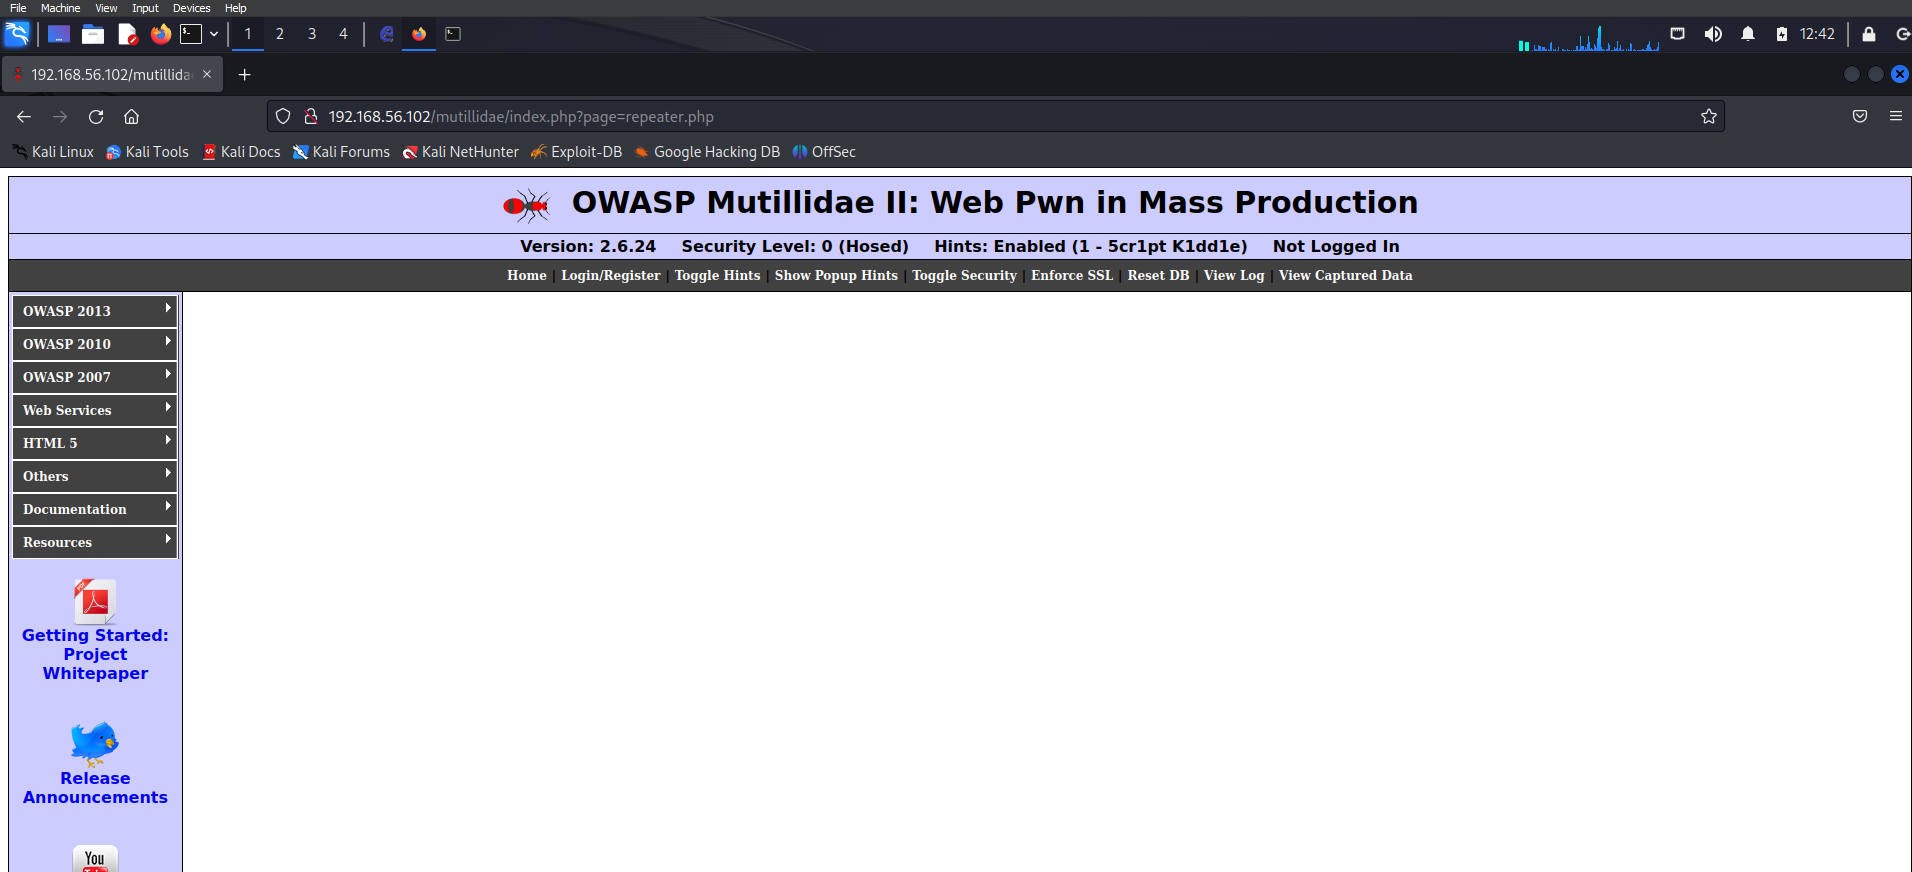 File Machine View Input Devices Help
1 2 3 4 12:42
192.168.56.102/mutillida
192.168.56.102/mutillidae/index.php?page=repeater.php
Kali Linux Kali Tools Kali Docs Kali Forums Kali NetHunter Exploit-DB Google Hacking DB OffSec
OWASP Mutillidae II: Web Pwn in Mass Production
Version: 2.6.24 Security Level: 0 (Hosed) Hints: Enabled (1 - 5cr1pt K1dd1e) Not Logged In
Home | Login/Register | Toggle Hints | Show Popup Hints | Toggle Security | Enforce SSL | Reset DB | View Log | View Captured Data
OWASP 2013
OWASP 2010
OWASP 2007
Web Services
HTML 5
Others
Documentation
Resources
Getting Started:
Project
Whitepaper
Release
Announcements
You